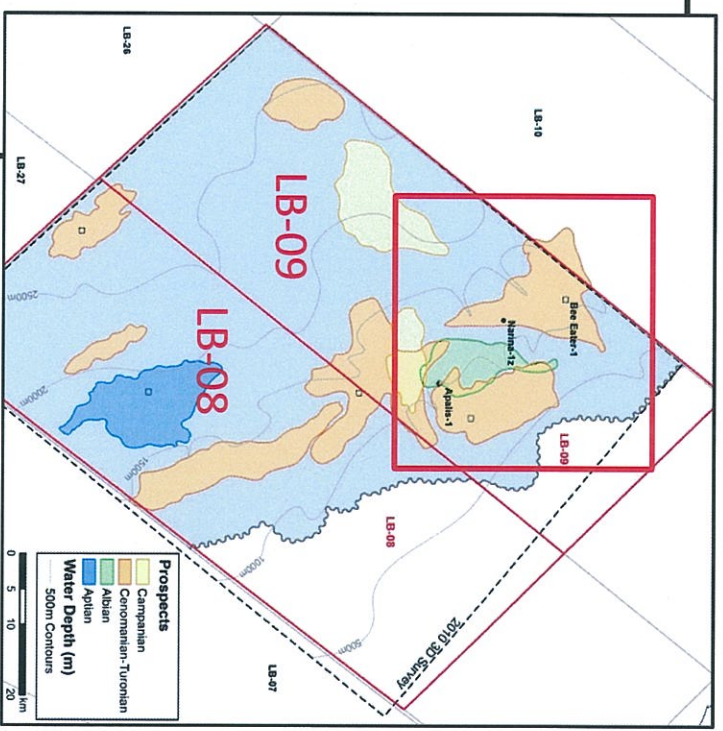 LB-26
LB-10
LB-27
LB-09
LB-08
Bee Eater-1
Narina-1z
Apalis-1
LB-09
LB-08
2500m
2000m
1500m
1000m
500m
2010 3D Survey
LB-07
Prospects
Campanian
Cenomanian-Turonian
Albian
Aptian
Water Depth (m)
500m Contours
0 5 10 20 km